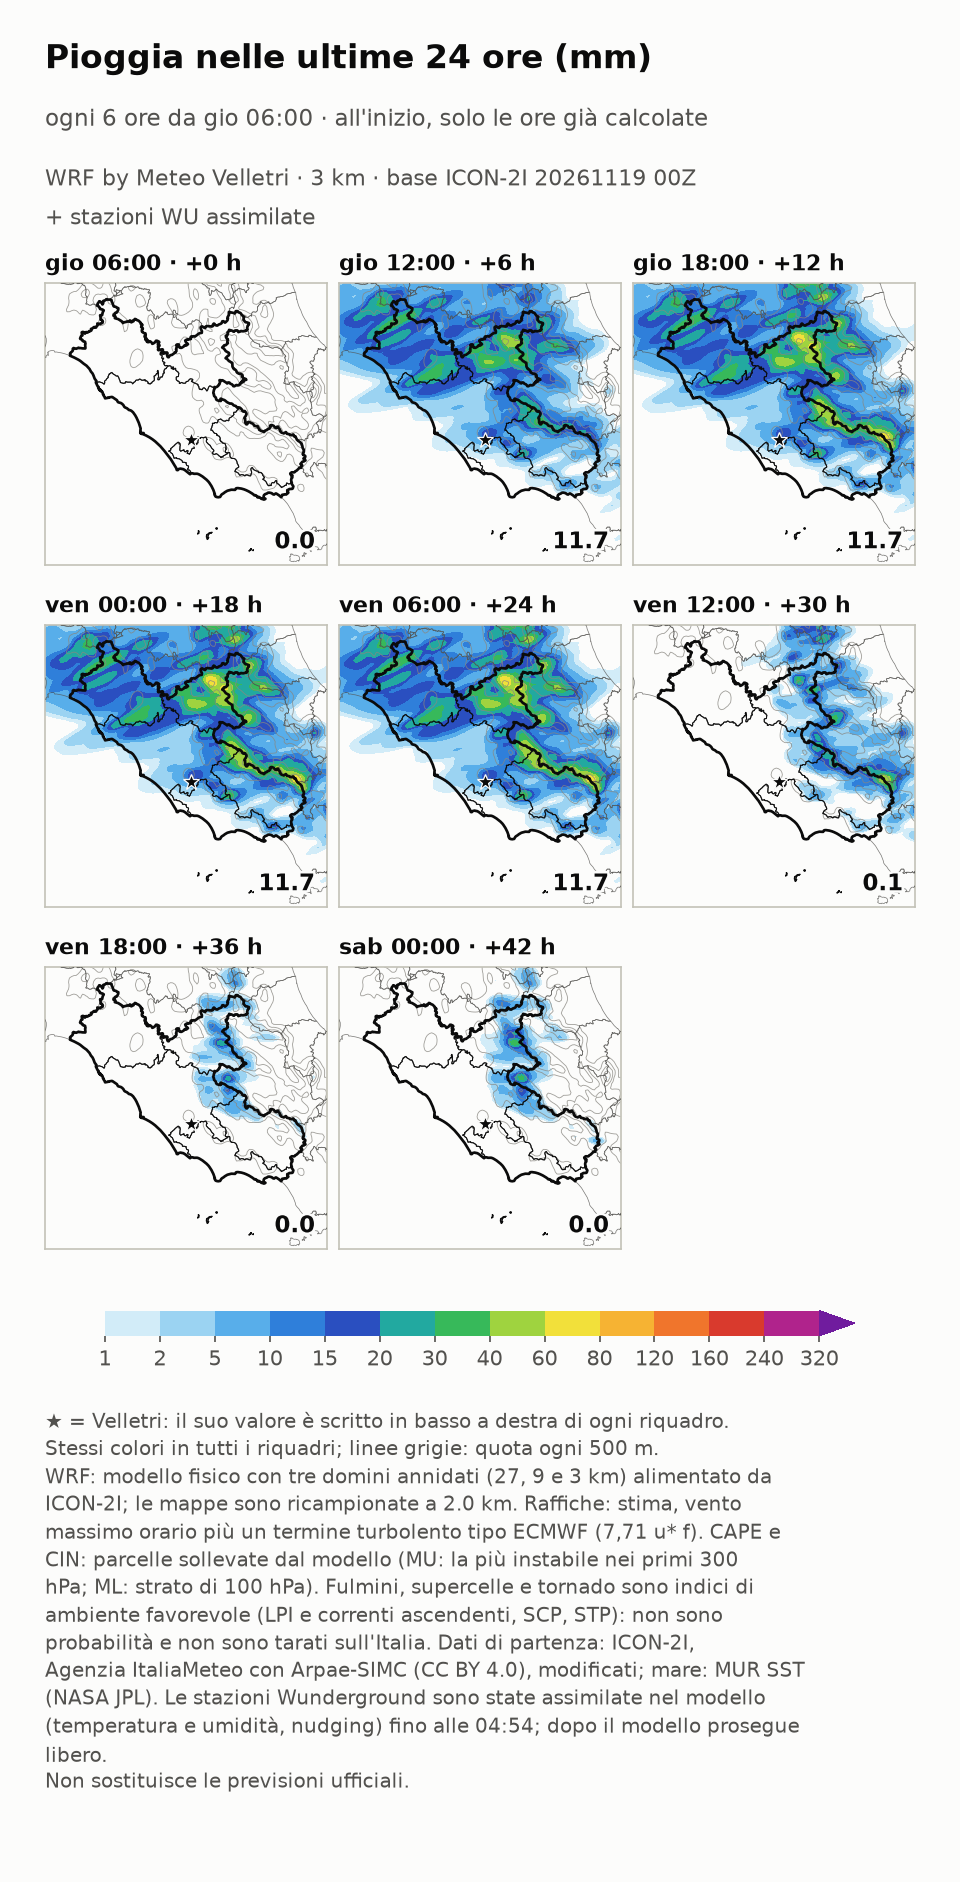 Pioggia nelle ultime 24 ore (mm)
ogni 6 ore da gio 06:00 · all'inizio, solo le ore già calcolate
WRF by Meteo Velletri · 3 km · base ICON-2I 20261119 00Z
+ stazioni WU assimilate
gio 06:00 · +0 h
gio 12:00 · +6 h
gio 18:00 · +12 h
0.0
11.7
11.7
ven 00:00 · +18 h
ven 06:00 · +24 h
ven 12:00 · +30 h
11.7
11.7
0.1
ven 18:00 · +36 h
sab 00:00 · +42 h
0.0
0.0
1 2 5 10 15 20 30 40 60 80 120 160 240 320
★ = Velletri: il suo valore è scritto in basso a destra di ogni riquadro.
Stessi colori in tutti i riquadri; linee grigie: quota ogni 500 m.
WRF: modello fisico con tre domini annidati (27, 9 e 3 km) alimentato da
ICON-2I; le mappe sono ricampionate a 2.0 km. Raffiche: stima, vento
massimo orario più un termine turbolento tipo ECMWF (7,71 u* f). CAPE e
CIN: parcelle sollevate dal modello (MU: la più instabile nei primi 300
hPa; ML: strato di 100 hPa). Fulmini, supercelle e tornado sono indici di
ambiente favorevole (LPI e correnti ascendenti, SCP, STP): non sono
probabilità e non sono tarati sull'Italia. Dati di partenza: ICON-2I,
Agenzia ItaliaMeteo con Arpae-SIMC (CC BY 4.0), modificati; mare: MUR SST
(NASA JPL). Le stazioni Wunderground sono state assimilate nel modello
(temperatura e umidità, nudging) fino alle 04:54; dopo il modello prosegue
libero.
Non sostituisce le previsioni ufficiali.